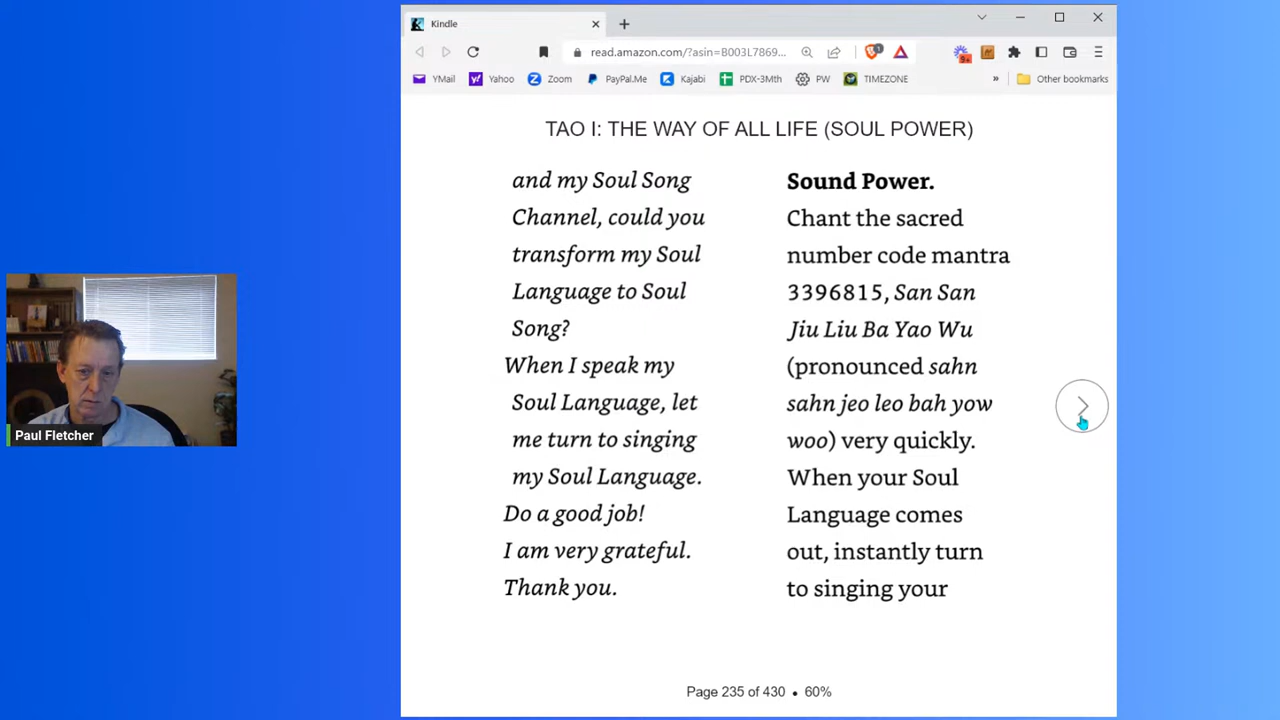 Kindle
read.amazon.com/?asin=B003L7869...
1
9+
YMail
Yahoo
Zoom
PayPal.Me
Kajabi
PDX-3Mth
PW
TIMEZONE
»
Other bookmarks
TAO I: THE WAY OF ALL LIFE (SOUL POWER)
and my Soul Song
Channel, could you
transform my Soul
Language to Soul
Song?
When I speak my
Soul Language, let
me turn to singing
my Soul Language.
Do a good job!
I am very grateful.
Thank you.
Sound Power.
Chant the sacred
number code mantra
3396815, San San
Jiu Liu Ba Yao Wu
(pronounced sahn
sahn jeo leo bah yow
woo) very quickly.
When your Soul
Language comes
out, instantly turn
to singing your
Page 235 of 430 • 60%
Paul Fletcher